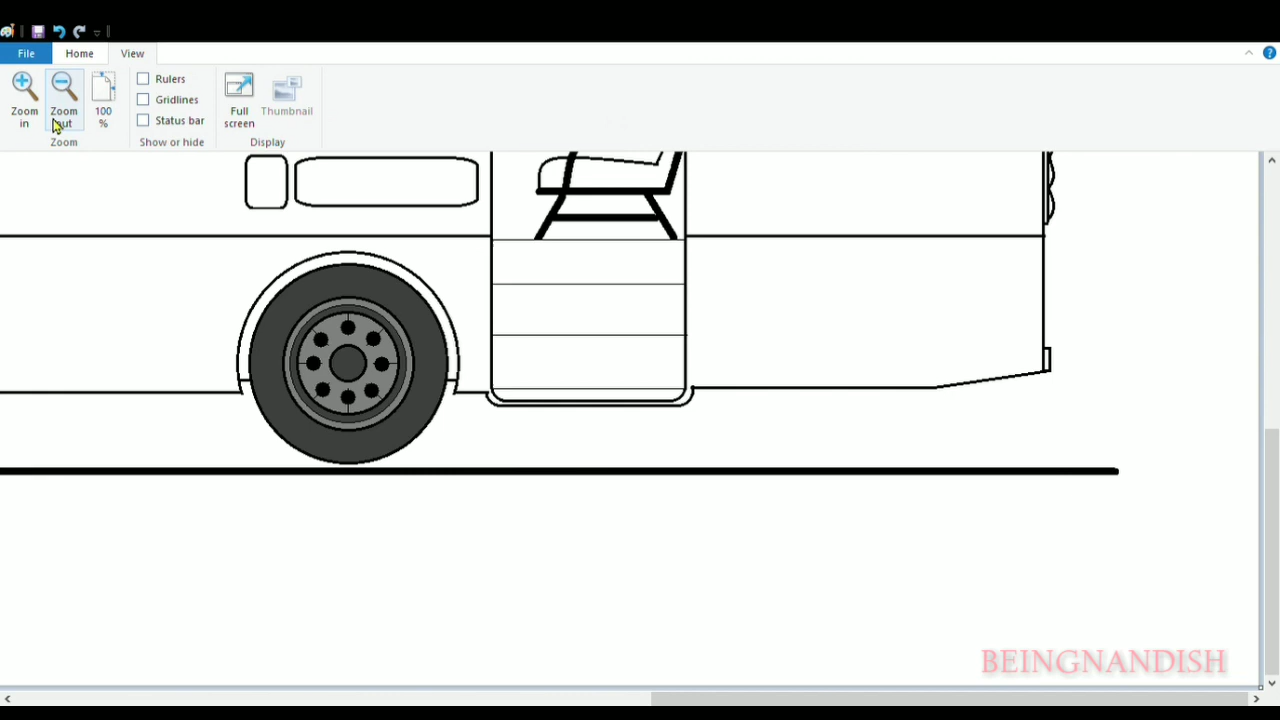 File Home View
Zoom in
Zoom out
100 %
Zoom
Rulers
Gridlines
Status bar
Show or hide
Full screen
Thumbnail
Display
BEINGNANDISH